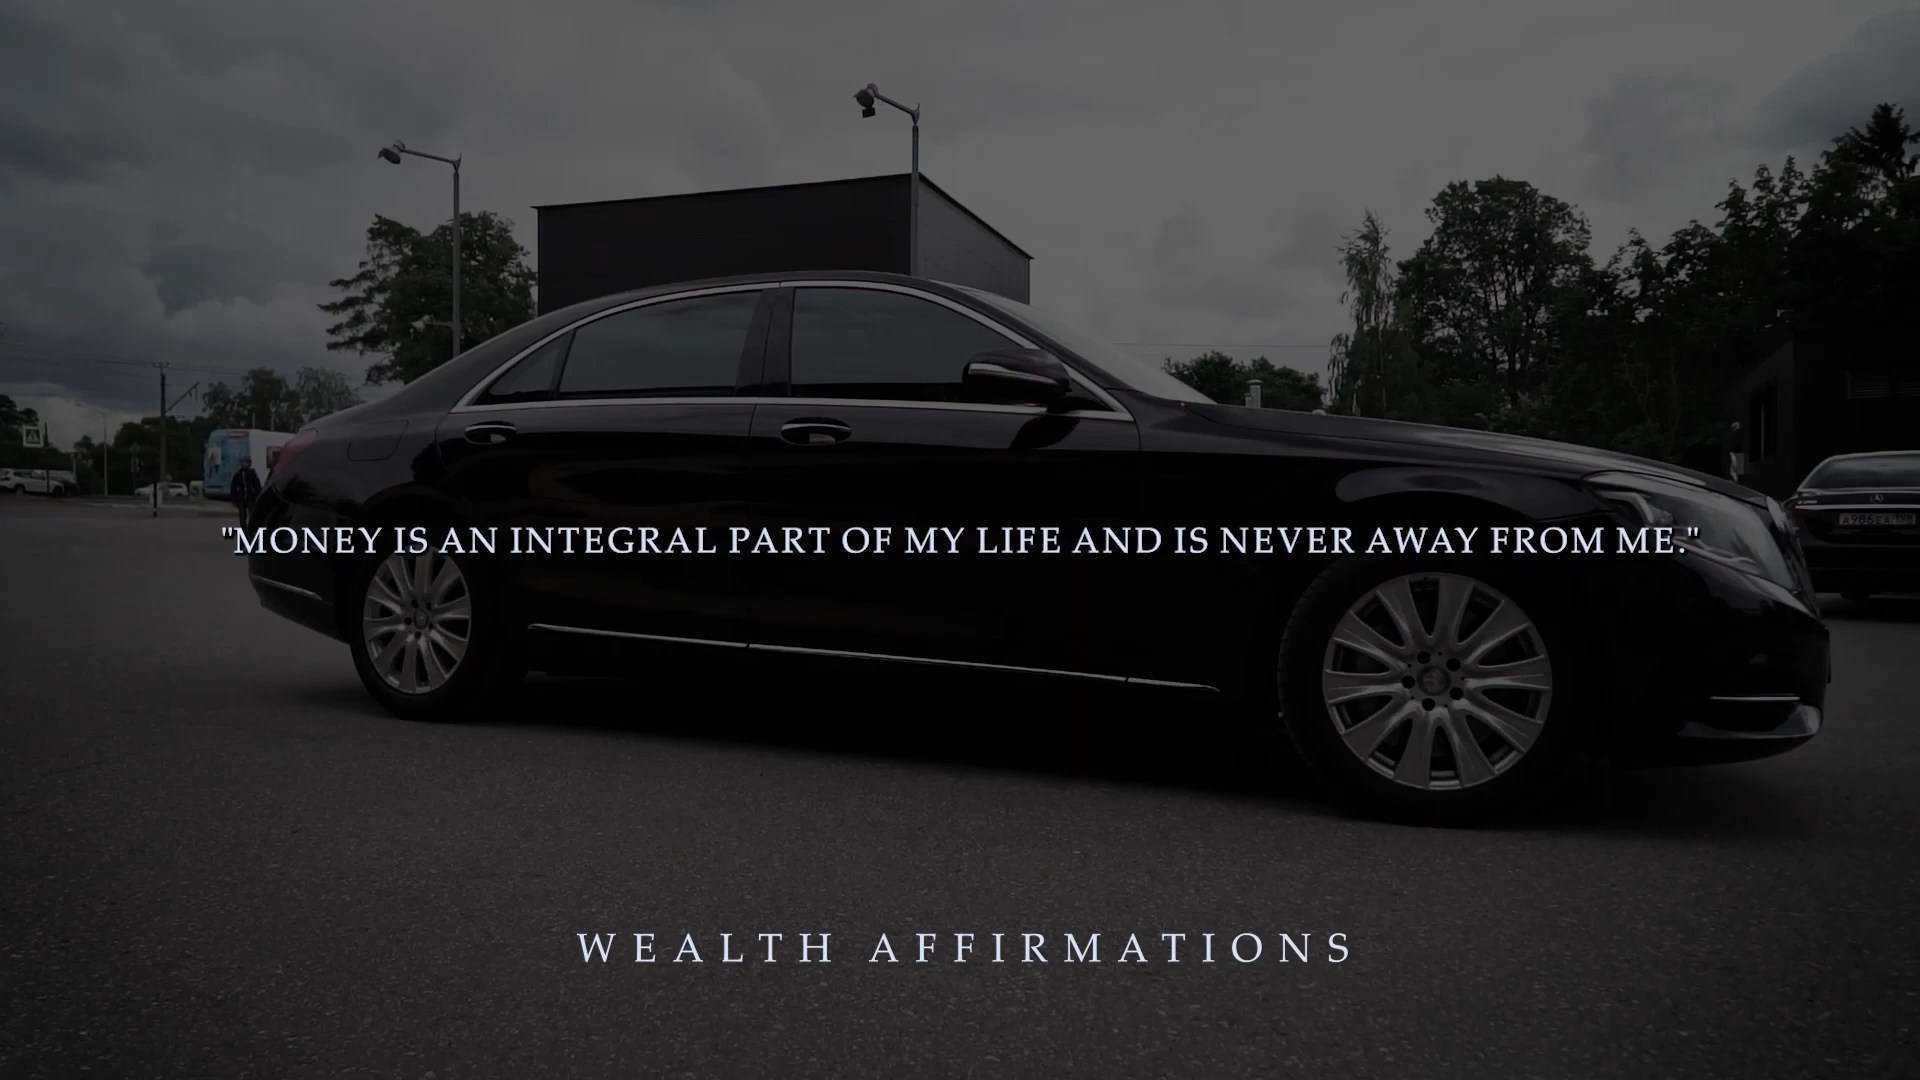 "MONEY IS AN INTEGRAL PART OF MY LIFE AND IS NEVER AWAY FROM ME."
WEALTH AFFIRMATIONS